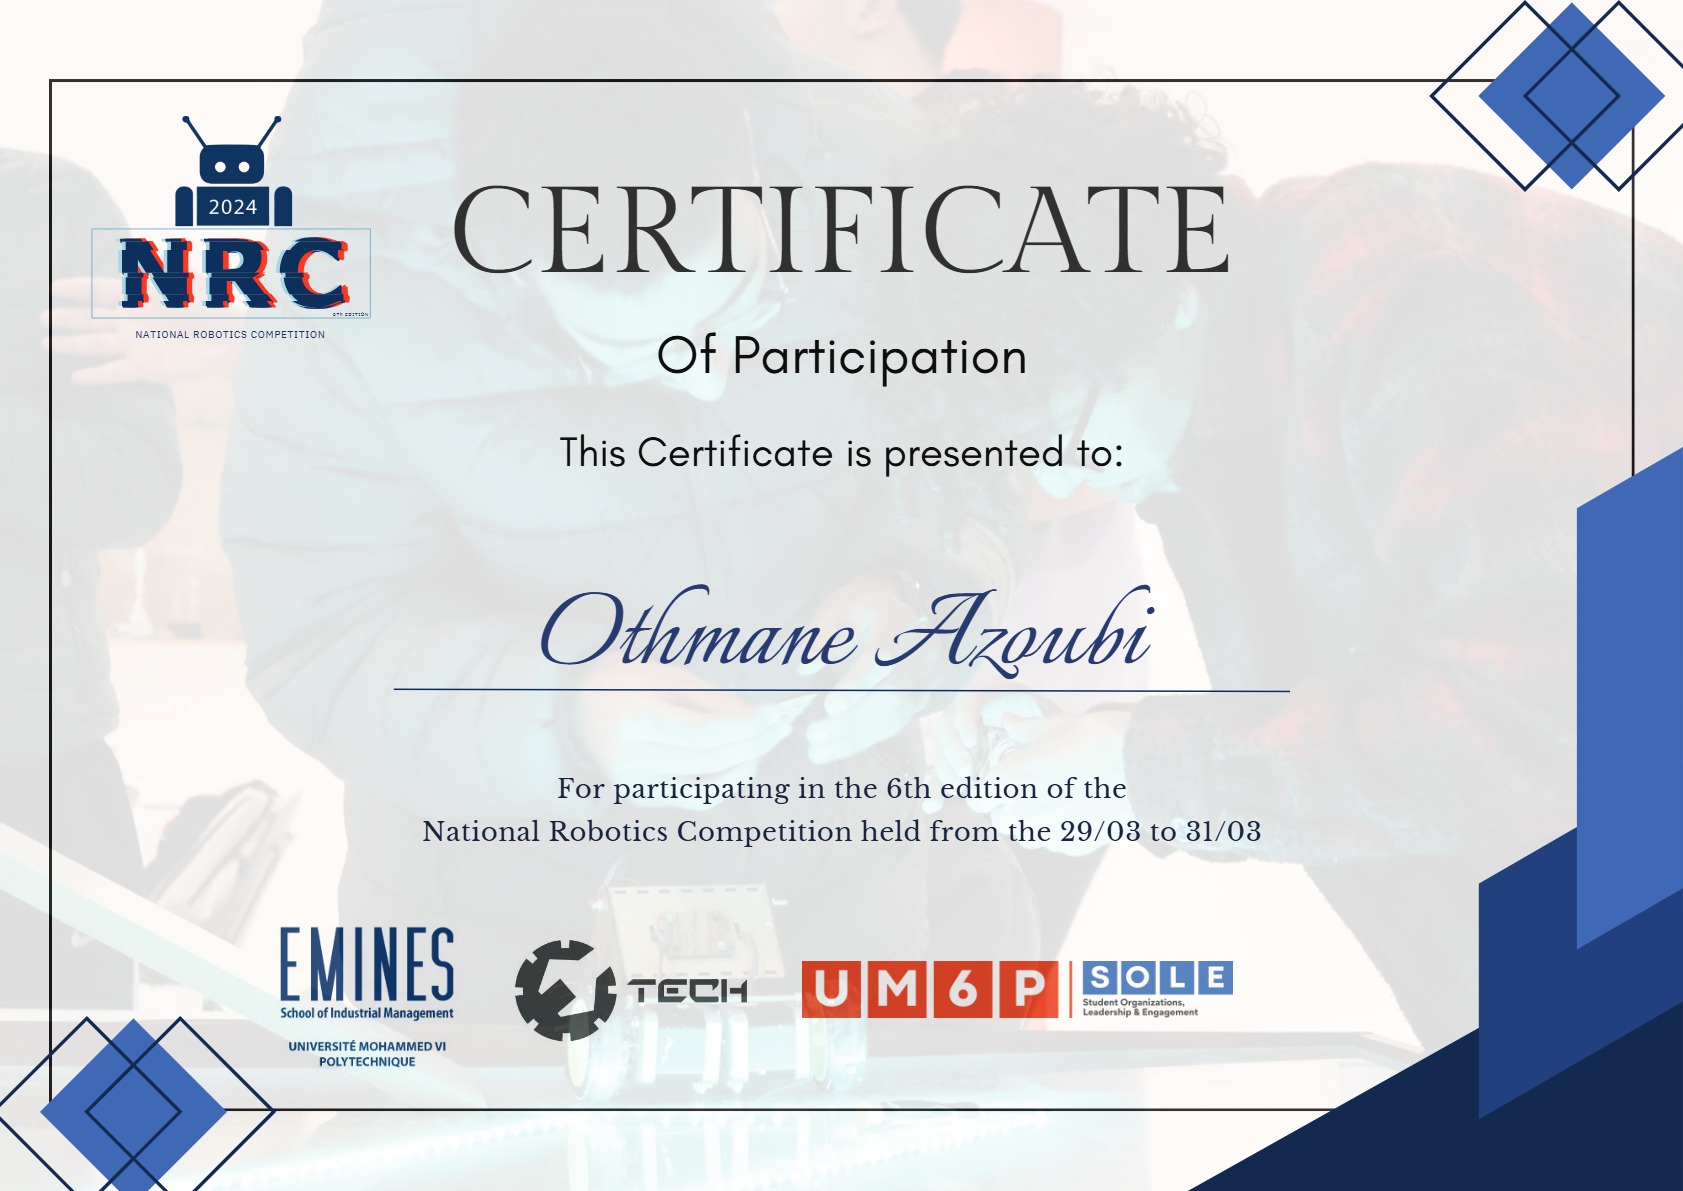 2024
NRC
6Th EDITION
NATIONAL ROBOTICS COMPETITION
CERTIFICATE
Of Participation
This Certificate is presented to:
Othmane Azoubi
For participating in the 6th edition of the
National Robotics Competition held from the 29/03 to 31/03
EMINES
School of Industrial Management
UNIVERSITÉ MOHAMMED VI
POLYTECHNIQUE
TECH
UM6P
SOLE
Student Organizations,
Leadership & Engagement